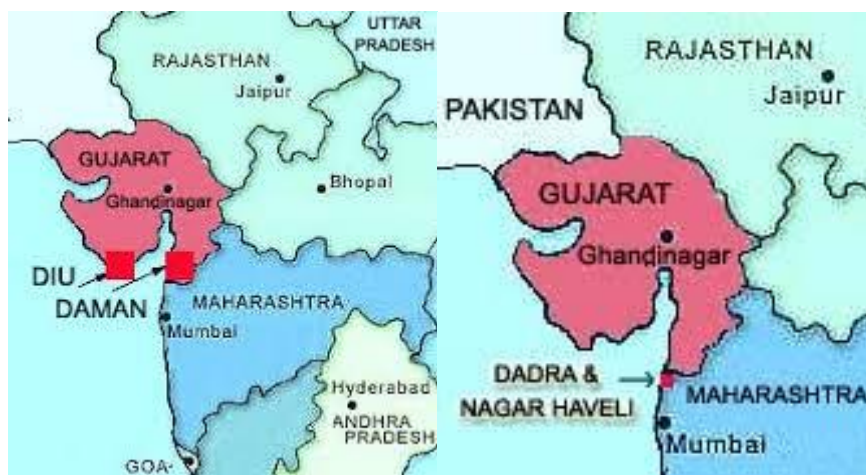 UTTAR
PRADESH
RAJASTHAN
Jaipur
GUJARAT
Bhopal
Ghandinagar
DIU
DAMAN
MAHARASHTRA
Mumbai
Hyderabad
ANDHRA
PRADESH
GOA
RAJASTHAN
Jaipur
PAKISTAN
GUJARAT
Ghandinagar
DADRA &
NAGAR HAVELI
MAHARASHTRA
Mumbai